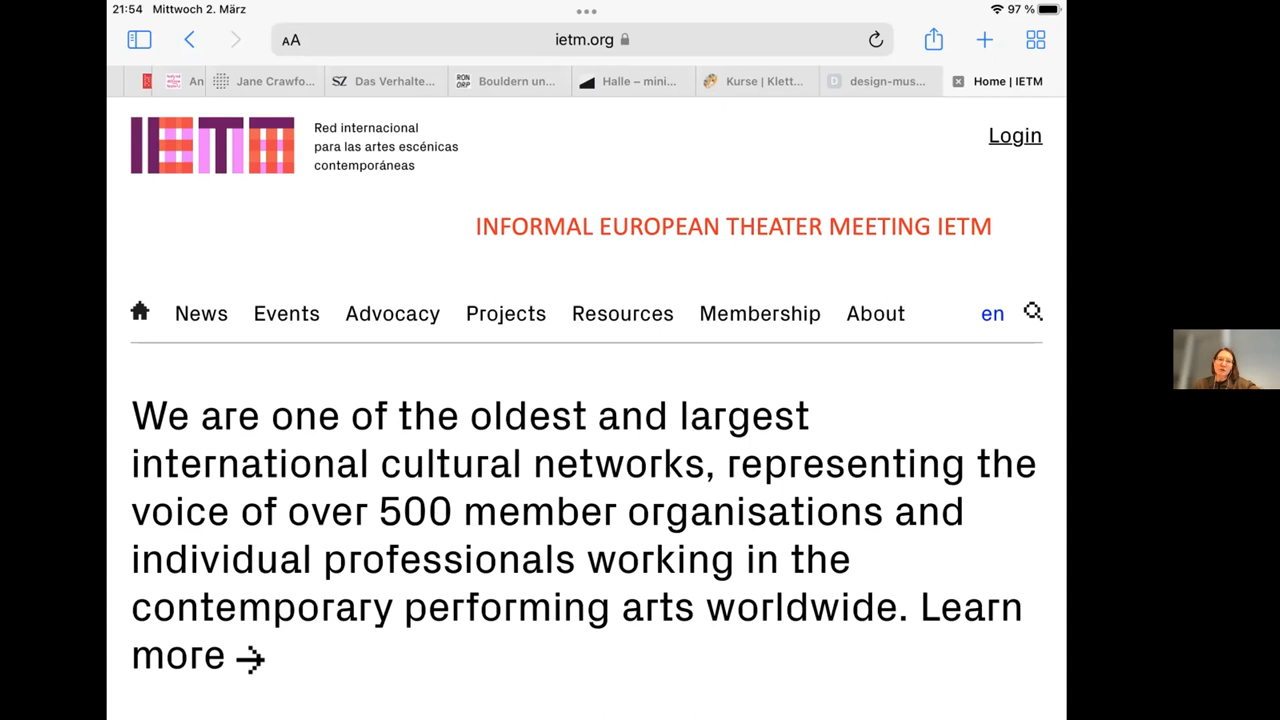 21:54 Mittwoch 2. März
97 %
AA
ietm.org
An
Jane Crawfo...
SZ Das Verhalte...
RON ORP Bouldern un...
Halle – mini...
Kurse | Klett...
D design-mus...
Home | IETM
IETM
Red internacional
para las artes escénicas
contemporáneas
Login
INFORMAL EUROPEAN THEATER MEETING IETM
News Events Advocacy Projects Resources Membership About en
We are one of the oldest and largest
international cultural networks, representing the
voice of over 500 member organisations and
individual professionals working in the
contemporary performing arts worldwide. Learn
more →